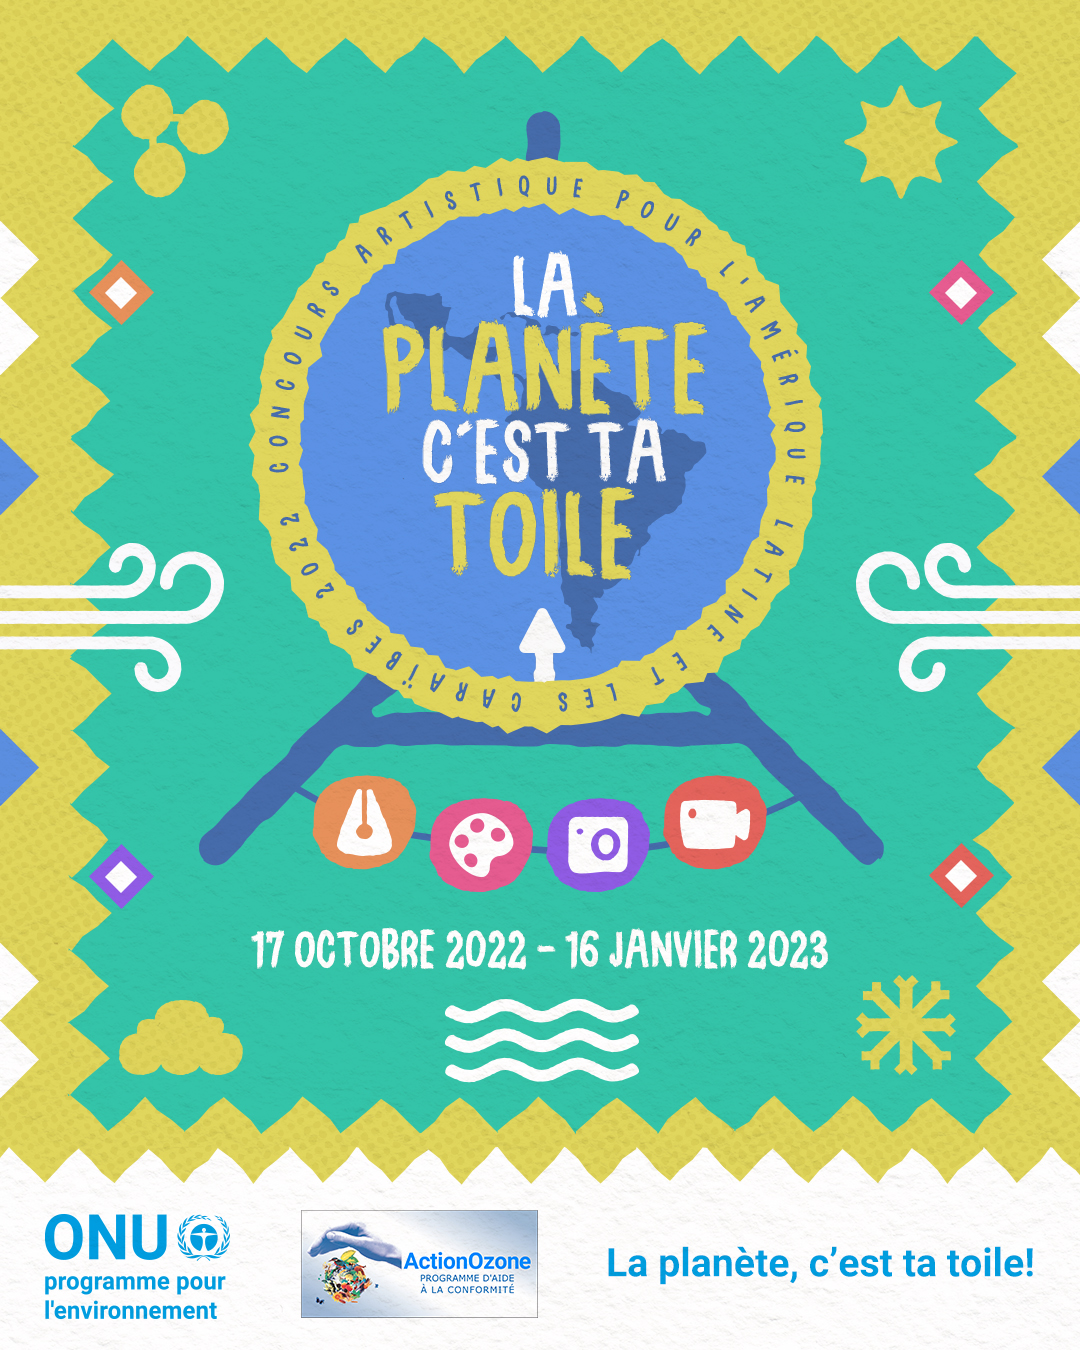 CONCOURS ARTISTIQUE POUR L'AMÉRIQUE LATINE ET LES CARAÏBES 2022
LA
PLANÈTE
C'EST TA
TOILE
17 OCTOBRE 2022 - 16 JANVIER 2023
ONU
programme pour
l'environnement
ActionOzone
PROGRAMME D'AIDE
À LA CONFORMITÉ
La planète, c’est ta toile!